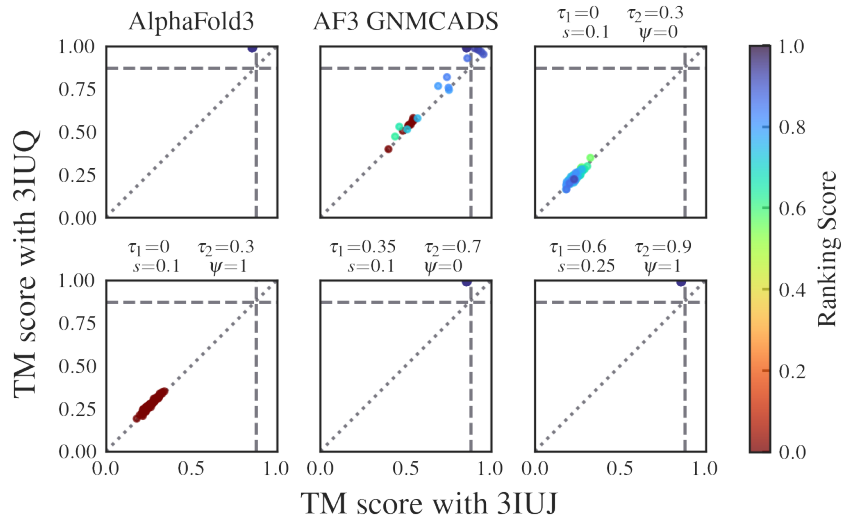 AlphaFold3
AF3 GNMCADS
τ1=0 τ2=0.3
s=0.1 ψ=0
1.00
0.75
0.50
0.25
0.00
τ1=0 τ2=0.3
s=0.1 ψ=1
τ1=0.35 τ2=0.7
s=0.1 ψ=0
τ1=0.6 τ2=0.9
s=0.25 ψ=1
1.00
0.75
0.50
0.25
0.00
0.0 0.5 1.0
0.5 1.0
0.5 1.0
TM score with 3IUQ
TM score with 3IUJ
1.0
0.8
0.6
0.4
0.2
0.0
Ranking Score